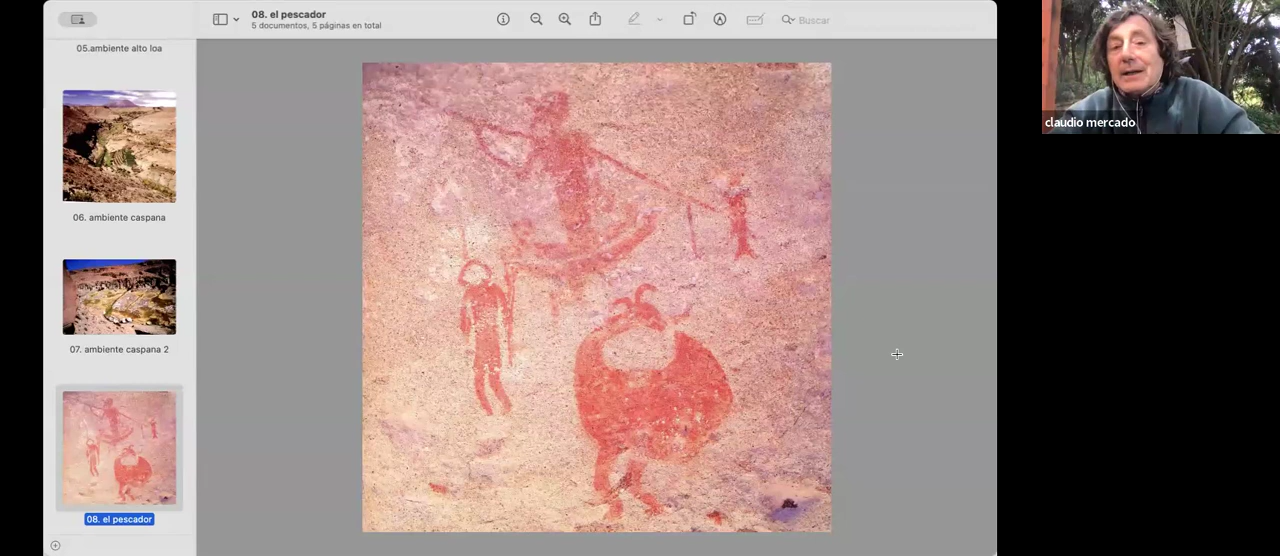 08. el pescador
5 documentos, 5 páginas en total
Buscar
05.ambiente alto loa
06. ambiente caspana
07. ambiente caspana 2
08. el pescador
claudio mercado